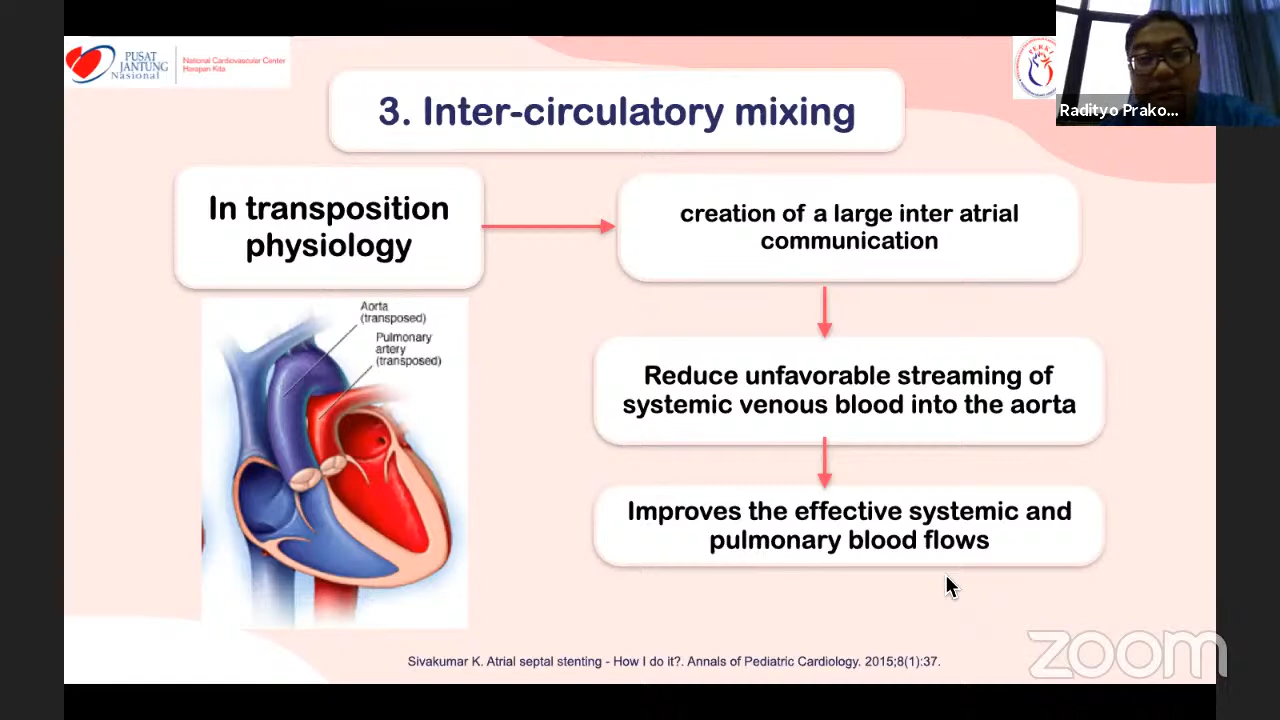 PUSAT
JANTUNG
Nasional
National Cardiovascular Center
Harapan Kita
Radityo Prako...
3. Inter-circulatory mixing
In transposition
physiology
creation of a large inter atrial
communication
Aorta
(transposed)
Pulmonary
artery
(transposed)
Reduce unfavorable streaming of
systemic venous blood into the aorta
Improves the effective systemic and
pulmonary blood flows
Sivakumar K. Atrial septal stenting - How I do it?. Annals of Pediatric Cardiology. 2015;8(1):37.
zoom